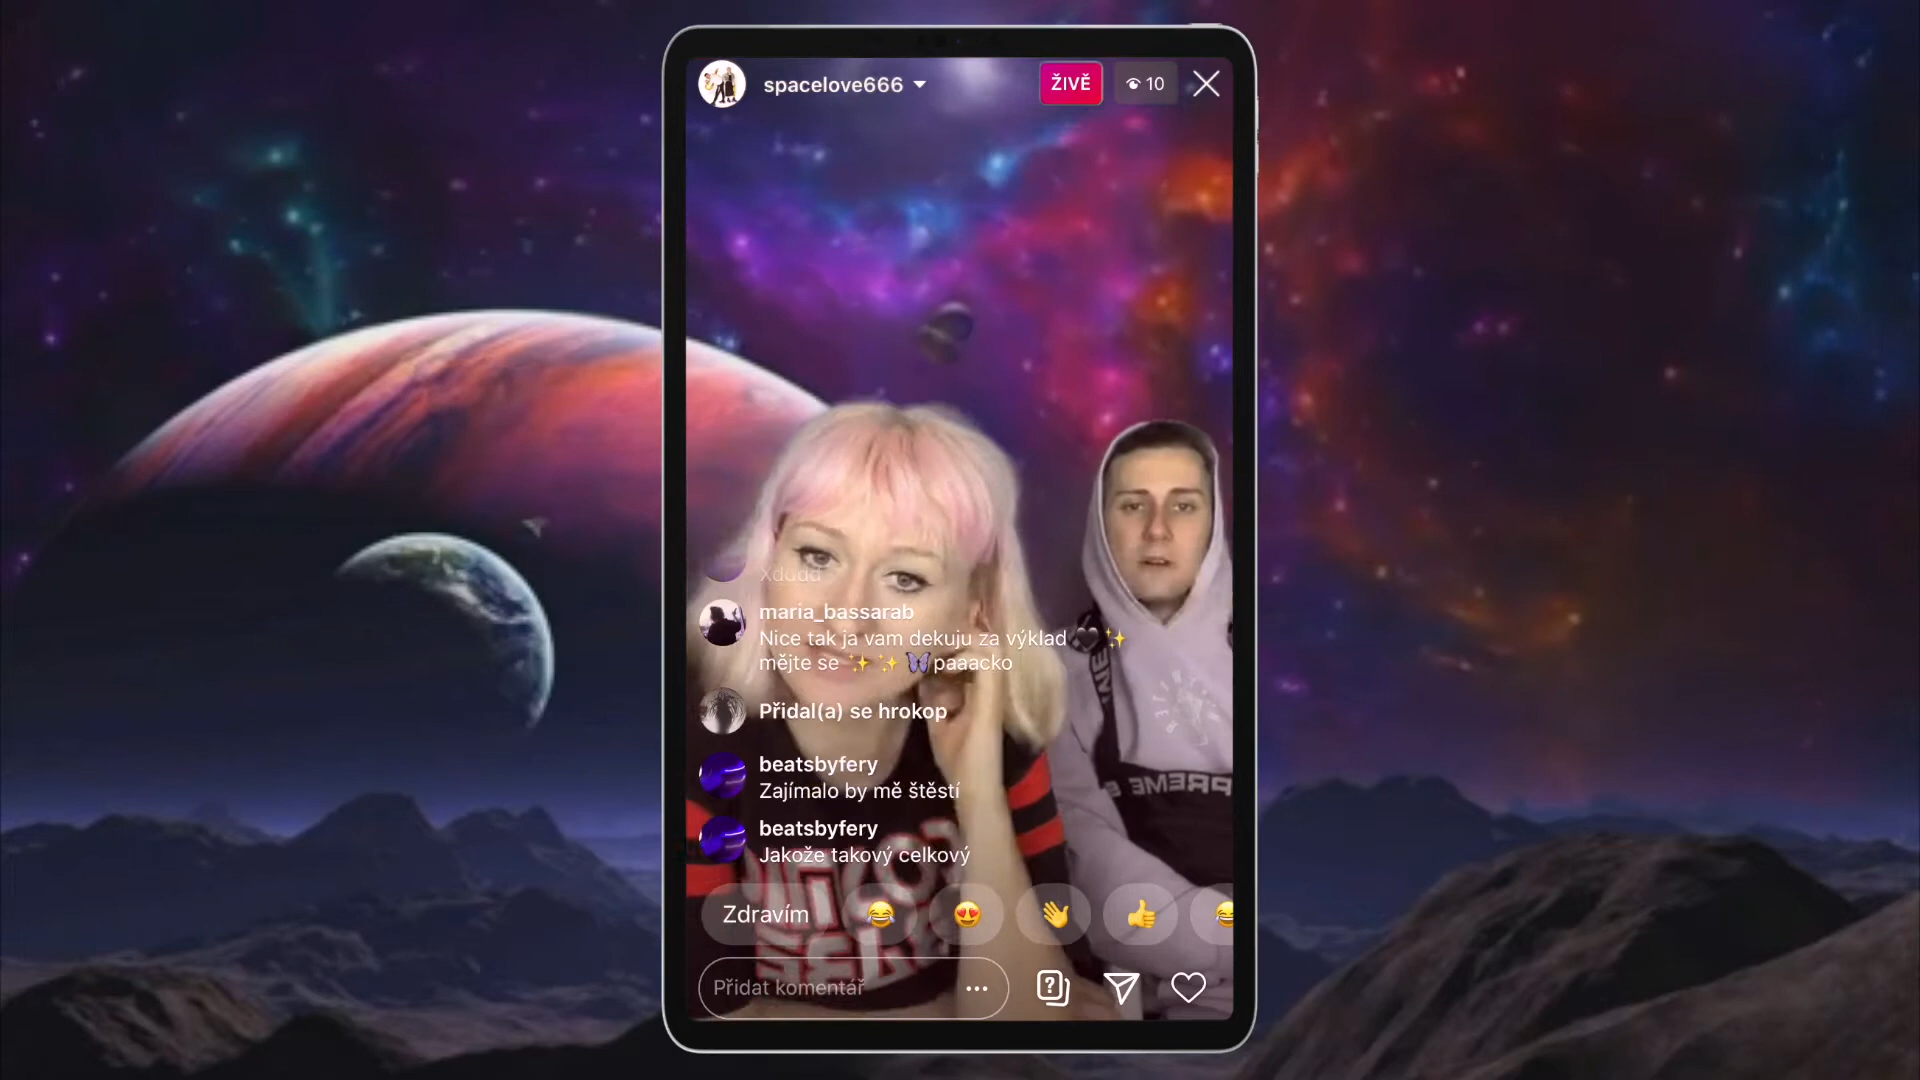 spacelove666
ŽIVĚ
10
Xdudd
maria_bassarab
Nice tak ja vam dekuju za výklad 🖤✨
mějte se ✨✨🦋paaacko
Přidal(a) se hrokop
beatsbyfery
Zajímalo by mě štěstí
beatsbyfery
Jakože takový celkový
Zdravím 😂 😍 👋 👍 😂
Přidat komentář